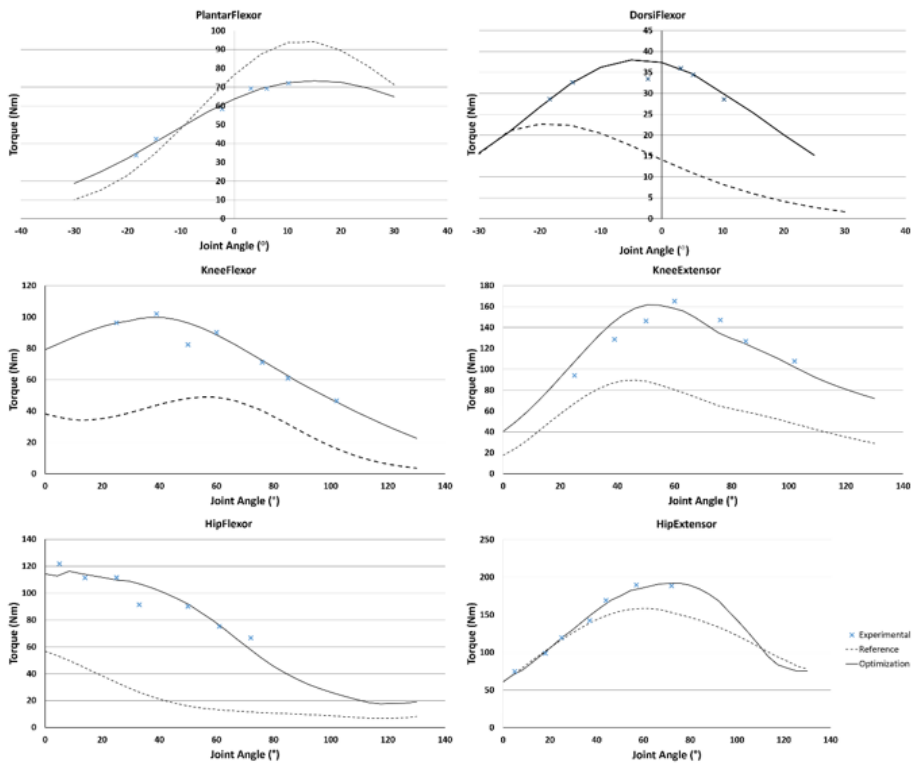 PlantarFlexor
100
90
80
70
60
50
40
30
20
10
0
-40 -30 -20 -10 0 10 20 30 40
Torque (Nm)
Joint Angle (°)
DorsiFlexor
45
40
35
30
25
20
15
10
5
0
-30 -20 -10 0 10 20 30 40
Torque (Nm)
Joint Angle (°)
KneeFlexor
120
100
80
60
40
20
0
0 20 40 60 80 100 120 140
Torque (Nm)
Joint Angle (°)
KneeExtensor
180
160
140
120
100
80
60
40
20
0
0 20 40 60 80 100 120 140
Torque (Nm)
Joint Angle (°)
HipFlexor
140
120
100
80
60
40
20
0
0 20 40 60 80 100 120 140
Torque (Nm)
Joint Angle (°)
HipExtensor
250
200
150
100
50
0
0 20 40 60 80 100 120 140
Torque (Nm)
Joint Angle (°)
Experimental
Reference
Optimization